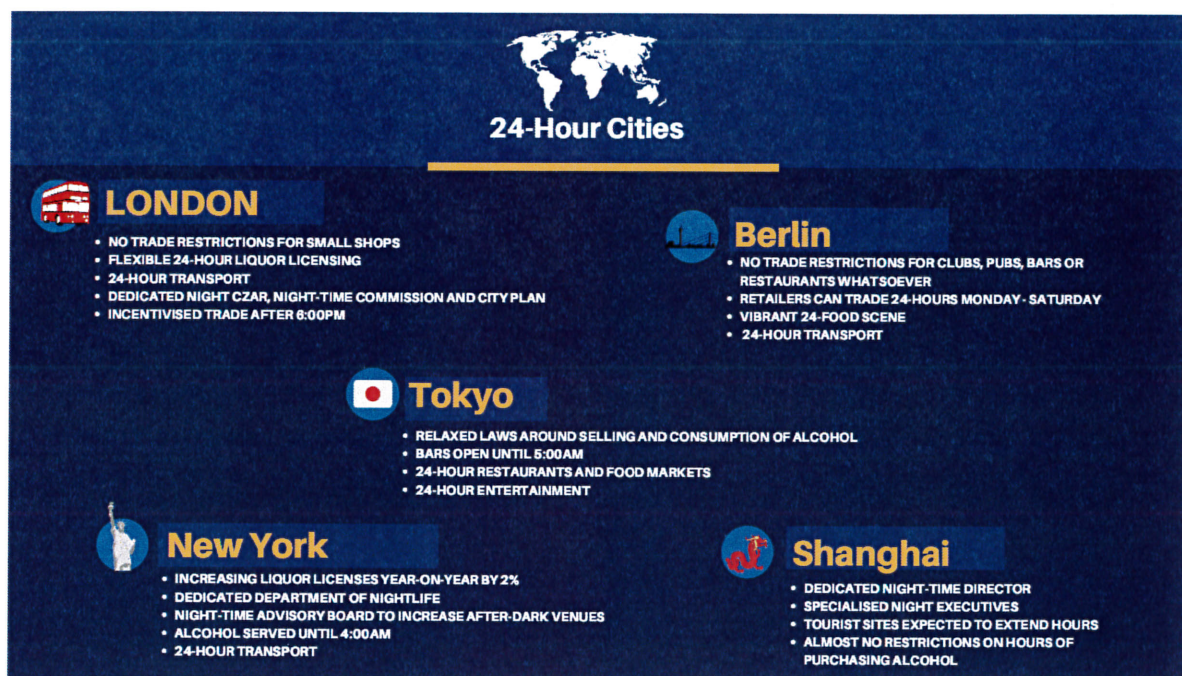 24-Hour Cities
LONDON
• NO TRADE RESTRICTIONS FOR SMALL SHOPS
• FLEXIBLE 24-HOUR LIQUOR LICENSING
• 24-HOUR TRANSPORT
• DEDICATED NIGHT CZAR, NIGHT-TIME COMMISSION AND CITY PLAN
• INCENTIVISED TRADE AFTER 6:00PM
Berlin
• NO TRADE RESTRICTIONS FOR CLUBS, PUBS, BARS OR
RESTAURANTS WHATSOEVER
• RETAILERS CAN TRADE 24-HOURS MONDAY - SATURDAY
• VIBRANT 24-FOOD SCENE
• 24-HOUR TRANSPORT
Tokyo
• RELAXED LAWS AROUND SELLING AND CONSUMPTION OF ALCOHOL
• BARS OPEN UNTIL 5:00AM
• 24-HOUR RESTAURANTS AND FOOD MARKETS
• 24-HOUR ENTERTAINMENT
New York
• INCREASING LIQUOR LICENSES YEAR-ON-YEAR BY 2%
• DEDICATED DEPARTMENT OF NIGHTLIFE
• NIGHT-TIME ADVISORY BOARD TO INCREASE AFTER-DARK VENUES
• ALCOHOL SERVED UNTIL 4:00AM
• 24-HOUR TRANSPORT
Shanghai
• DEDICATED NIGHT-TIME DIRECTOR
• SPECIALISED NIGHT EXECUTIVES
• TOURIST SITES EXPECTED TO EXTEND HOURS
• ALMOST NO RESTRICTIONS ON HOURS OF
PURCHASING ALCOHOL